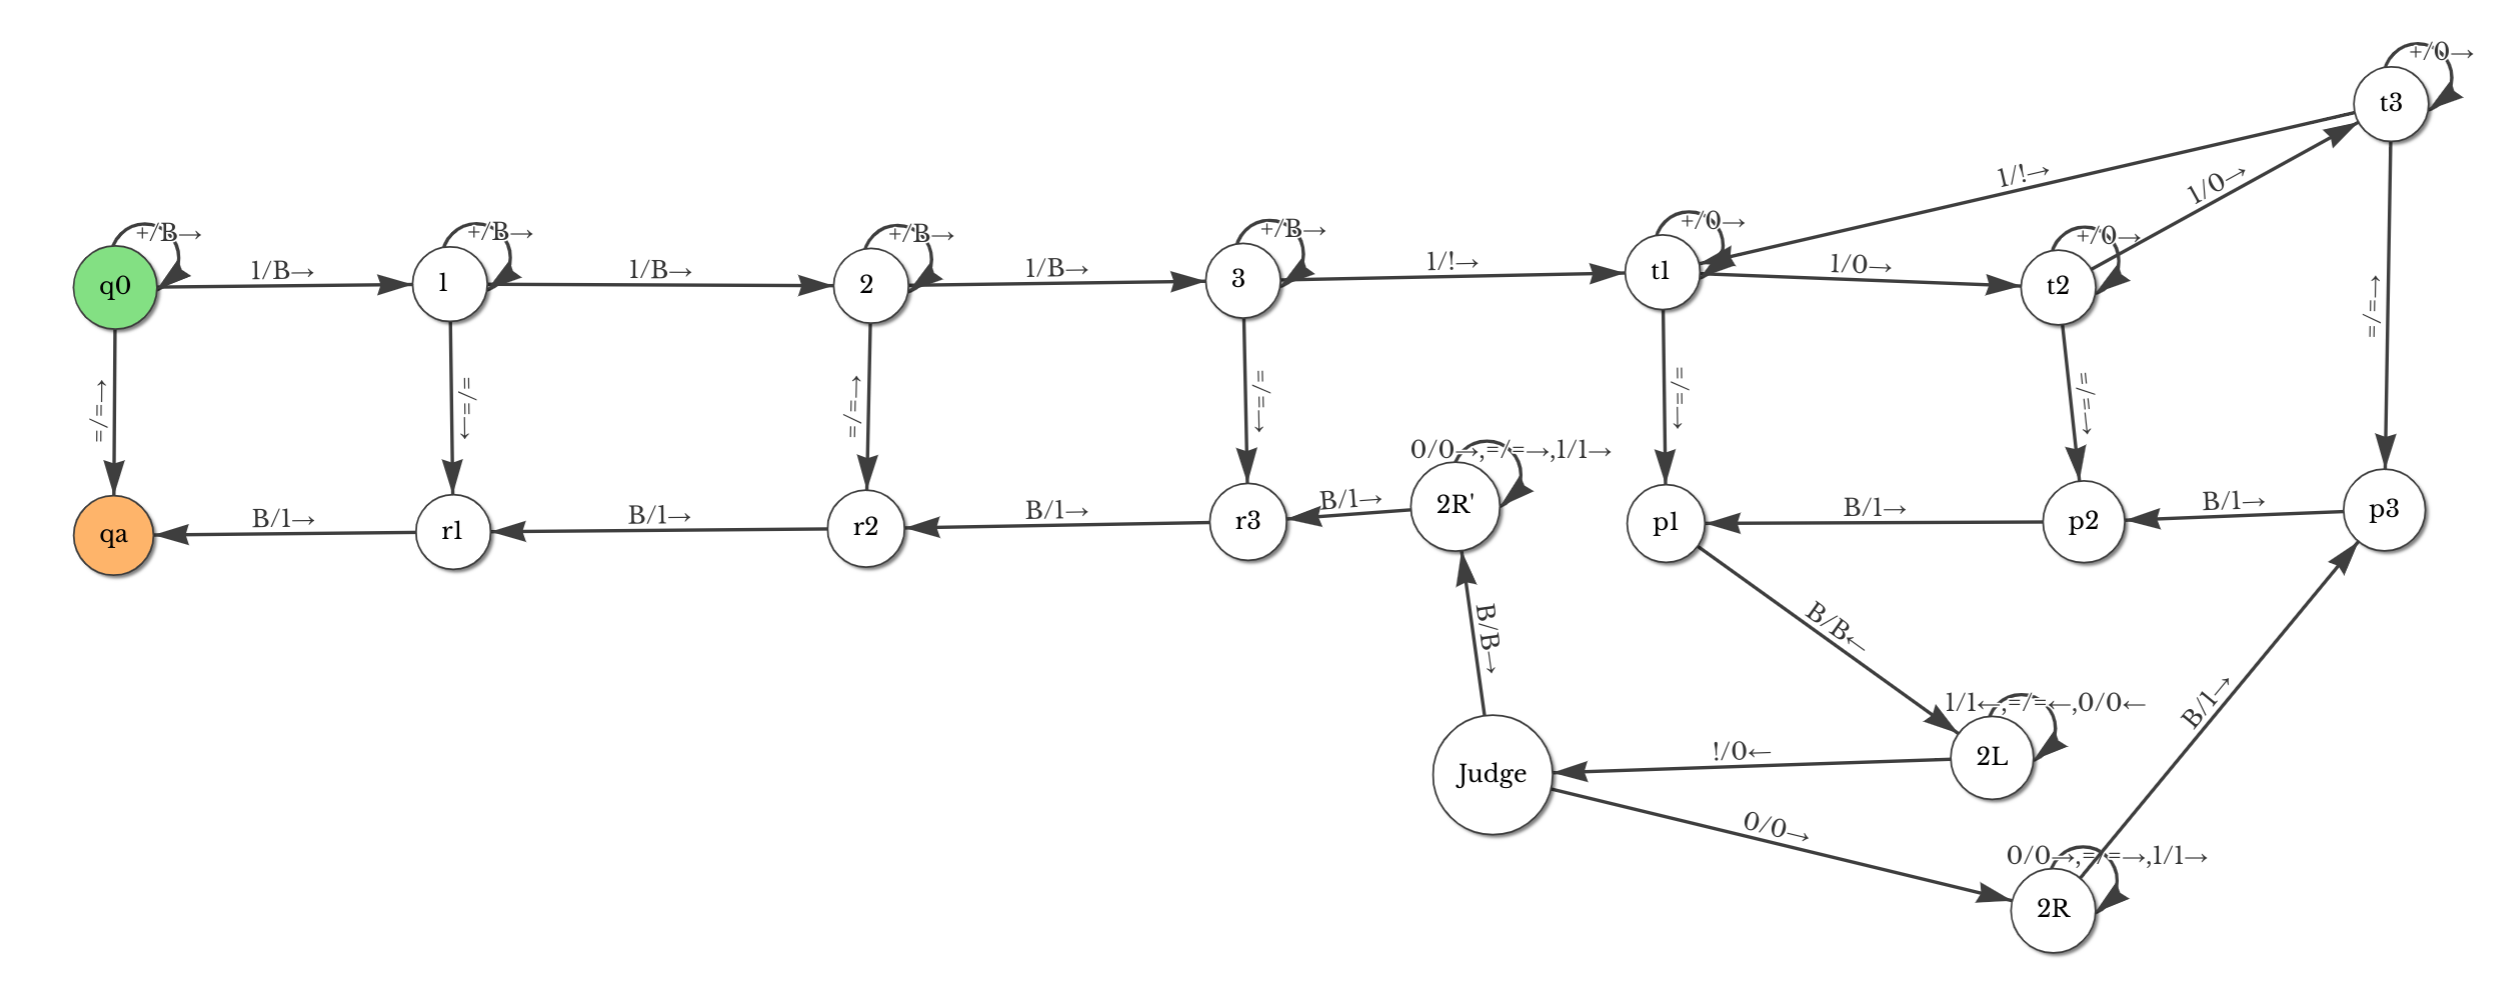 +/0→
t3
1/!→
1/0→
+/B→
+/B→
+/B→
+/B→
+/0→
+/0→
q0
1/B→
1
1/B→
2
1/B→
3
1/!→
t1
1/0→
t2
=/=→
=/=→
=/=→
=/=→
=/=→
=/=→
=/=→
0/0→,=/=→,1/1→
qa
B/1→
r1
B/1→
r2
B/1→
r3
B/1→
2R'
p1
B/1→
p2
B/1→
p3
B/B→
B/B←
1/1←,=/=←,0/0←
B/1→
Judge
!/0←
2L
0/0→
0/0→,=/=→,1/1→
2R